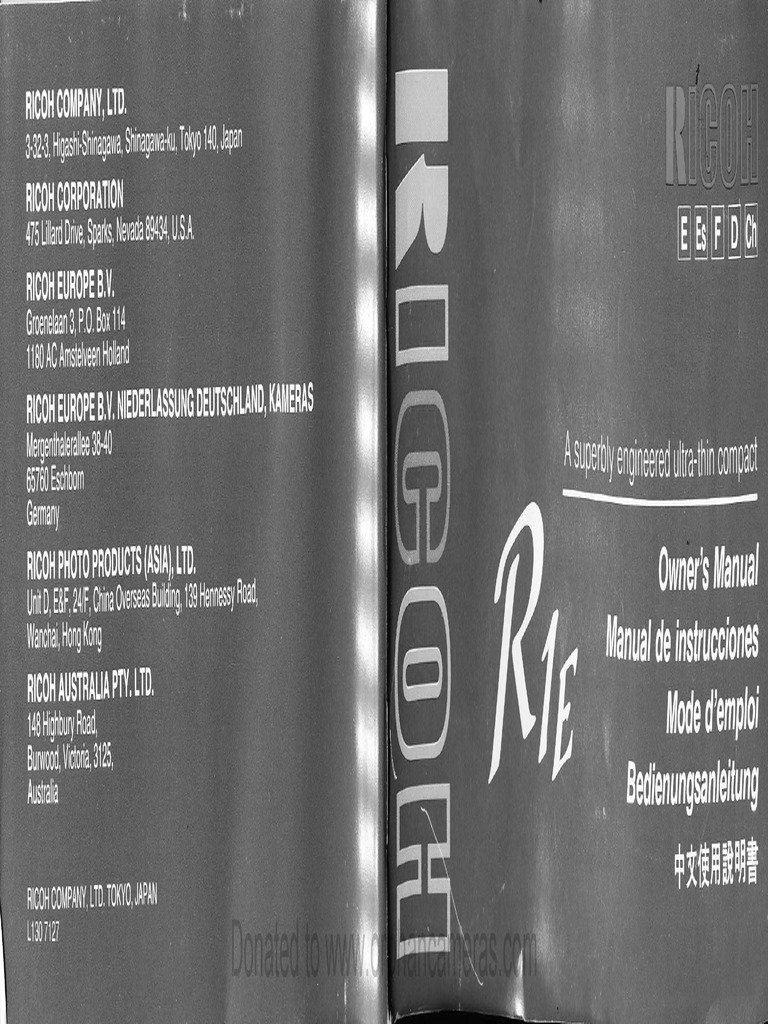 RICOH COMPANY, LTD.
3-32-3, Higashi-Shinagawa, Shinagawa-ku, Tokyo 140, Japan
RICOH CORPORATION
475 Lillard Drive, Sparks, Nevada 89434, U.S.A.
RICOH EUROPE B.V.
Groenelaan 3, P.O. Box 114
1180 AC Amstelveen Holland
RICOH EUROPE B.V. NIEDERLASSUNG DEUTSCHLAND, KAMERAS
Mergenthalerallee 38-40
65760 Eschborn
Germany
RICOH PHOTO PRODUCTS (ASIA), LTD.
Unit D, E&F, 24/F, China Overseas Building, 139 Hennessy Road,
Wanchai, Hong Kong
RICOH AUSTRALIA PTY. LTD.
148 Highbury Road,
Burwood, Victoria, 3125,
Australia
RICOH COMPANY, LTD. TOKYO, JAPAN
L130 7127
RICOH
RICOH
E Es F D Ch
A superbly engineered ultra-thin compact
R1E
Owner's Manual
Manual de instrucciones
Mode d'emploi
Bedienungsanleitung
中文使用說明書
Donated to www.orphancameras.com